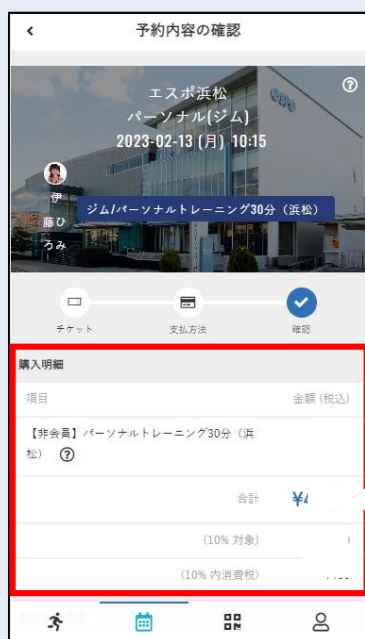 予約内容の確認
エスポ浜松
パーソナル(ジム)
2023-02-13 (月) 10:15
伊
藤ひ
ろみ
ジム/パーソナルトレーニング30分（浜松）
チケット
支払方法
確認
購入明細
項目
金額 (税込)
【非会員】パーソナルトレーニング30分（浜
松）
合計
(10% 対象)
(10% 内消費税)